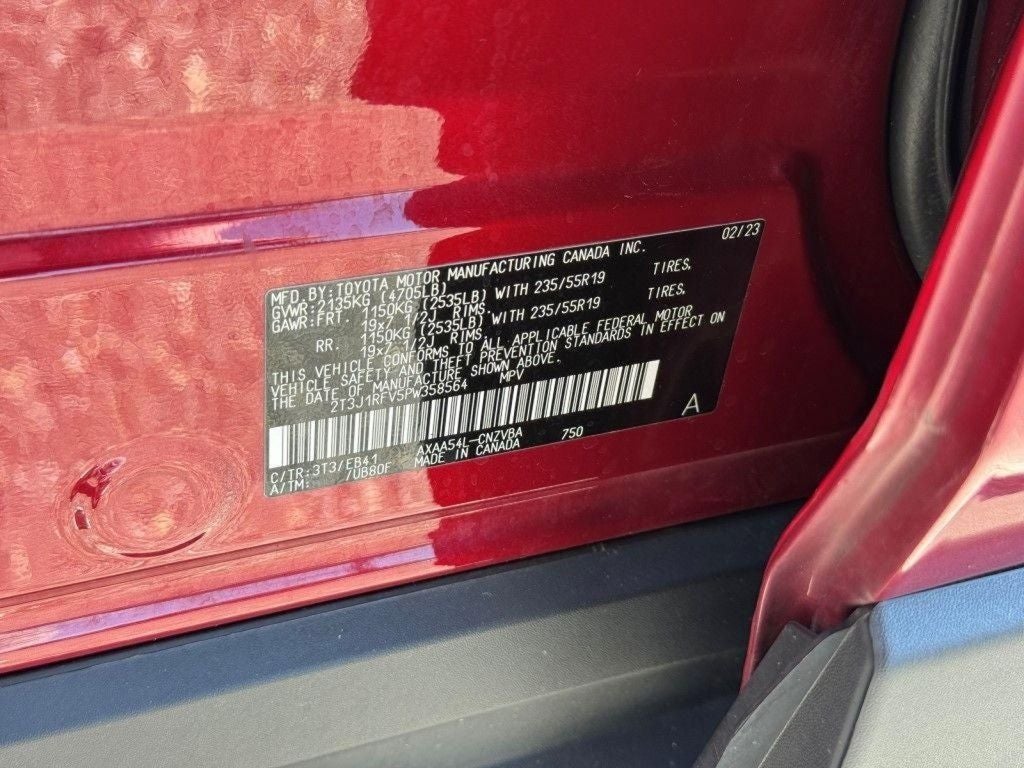 MFD.BY:TOYOTA MOTOR MANUFACTURING CANADA INC. 02/23
GVWR:2135KG (4705LB)
GAWR:FRT 1150KG (2535LB) WITH 235/55R19 TIRES,
19x7 1/2J RIMS,
RR. 1150KG (2535LB) WITH 235/55R19 TIRES,
19x7 1/2J RIMS,
THIS VEHICLE CONFORMS TO ALL APPLICABLE FEDERAL MOTOR
VEHICLE SAFETY AND THEFT PREVENTION STANDARDS IN EFFECT ON
THE DATE OF MANUFACTURE SHOWN ABOVE.
2T3J1RFV5PW358564 MPV
A
C/TR:3T3/EB41 AXAA54L-CNZVBA 750
A/TM: /UB80F MADE IN CANADA